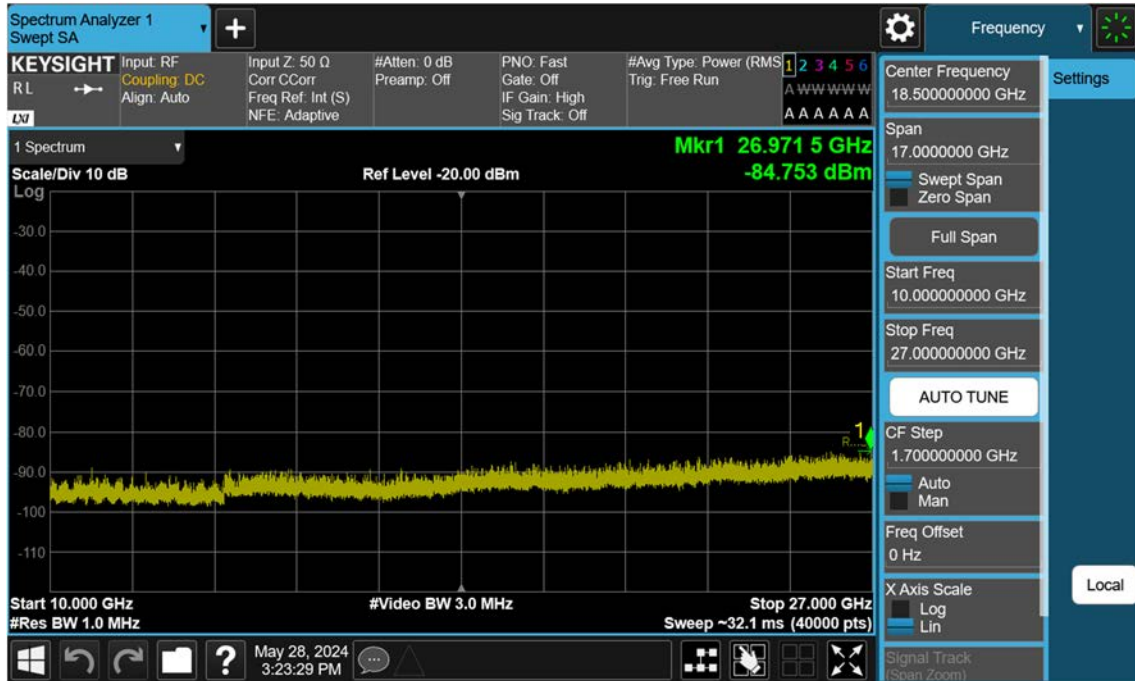 Spectrum Analyzer 1
Swept SA
Frequency
KEYSIGHT
RL
LXI
Input: RF
Coupling: DC
Align: Auto
Input Z: 50 Ω
Corr CCorr
Freq Ref: Int (S)
NFE: Adaptive
#Atten: 0 dB
Preamp: Off
PNO: Fast
Gate: Off
IF Gain: High
Sig Track: Off
#Avg Type: Power (RMS
Trig: Free Run
1 2 3 4 5 6
A W W W W W
A A A A A A
1 Spectrum
Scale/Div 10 dB
Ref Level -20.00 dBm
Mkr1 26.971 5 GHz
-84.753 dBm
Log
-30.0
-40.0
-50.0
-60.0
-70.0
-80.0
-90.0
-100
-110
1
Start 10.000 GHz
#Res BW 1.0 MHz
#Video BW 3.0 MHz
Stop 27.000 GHz
Sweep ~32.1 ms (40000 pts)
Center Frequency
18.500000000 GHz
Span
17.0000000 GHz
Swept Span
Zero Span
Full Span
Start Freq
10.000000000 GHz
Stop Freq
27.000000000 GHz
AUTO TUNE
CF Step
1.700000000 GHz
Auto
Man
Freq Offset
0 Hz
X Axis Scale
Log
Lin
Signal Track
(Span Zoom)
Settings
Local
?
May 28, 2024
3:23:29 PM